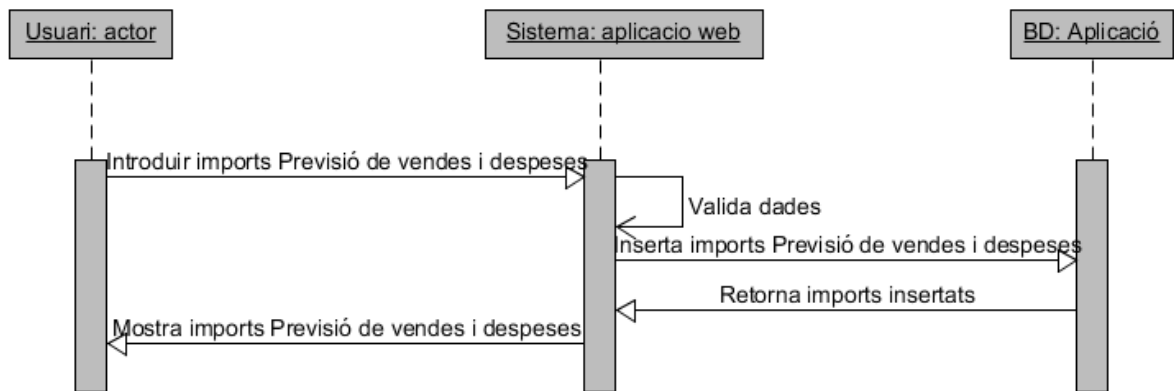 Usuari: actor
Sistema: aplicacio web
BD: Aplicació
Introduir imports Previsió de vendes i despeses
Valida dades
Inserta imports Previsió de vendes i despeses
Retorna imports insertats
Mostra imports Previsió de vendes i despeses